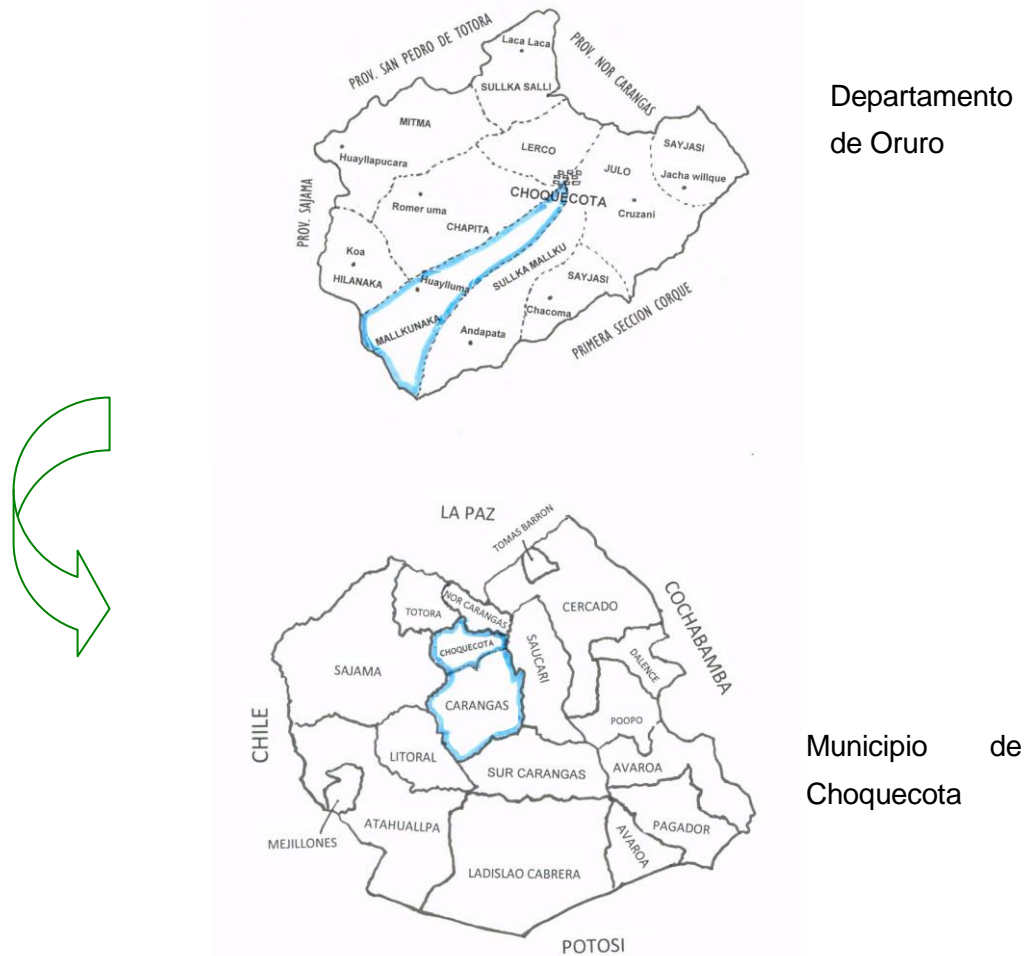 PROV. SAN PEDRO DE TOTORA
PROV. NOR CARANGAS
Laca Laca
SULLKA SALLI
MITMA
LERCO
SAYJASI
Huayllapucara
JULO
Jacha willque
CHOQUECOTA
Romer uma
Cruzani
PROV. SAJAMA
CHAPITA
Koa
SULLKA MALLKU
HILANAKA
Huaylluma
SAYJASI
Chacoma
MALLKUNAKA
Andapata
PRIMERA SECCION CORQUE
Departamento
de Oruro
LA PAZ
TOMAS BARRON
COCHABAMBA
NOR CARANGAS
TOTORA
CERCADO
CHOQUECOTA
SAUCARI
DALENCE
SAJAMA
CARANGAS
CHILE
POOPO
LITORAL
SUR CARANGAS
AVAROA
MEJILLONES
ATAHUALLPA
AVAROA
PAGADOR
LADISLAO CABRERA
POTOSI
Municipio de
Choquecota